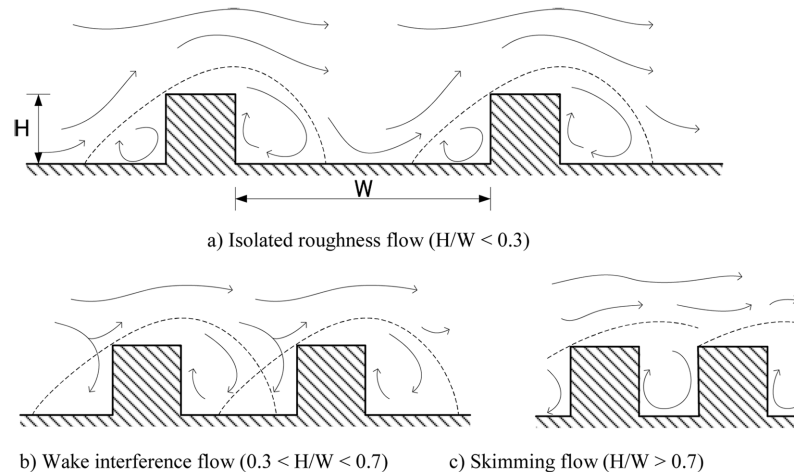 H
W
a) Isolated roughness flow (H/W < 0.3)
b) Wake interference flow (0.3 < H/W < 0.7)
c) Skimming flow (H/W > 0.7)